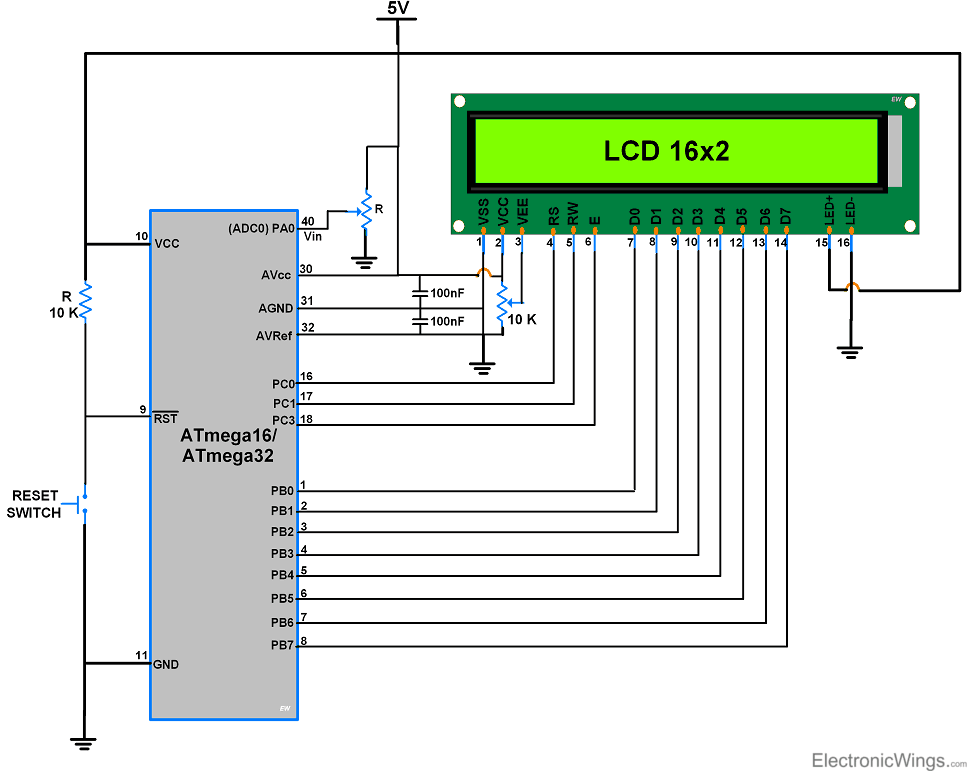 5V
EW
LCD 16x2
VSS
VCC
VEE
RS
RW
E
D0
D1
D2
D3
D4
D5
D6
D7
LED+
LED-
1
2
3
4
5
6
7
8
9
10
11
12
13
14
15
16
R
(ADC0) PA0
40
Vin
10
VCC
AVcc
30
100nF
AGND
31
100nF
10 K
AVRef
32
R
10 K
PC0
16
PC1
17
PC3
18
9
RST
ATmega16/
ATmega32
RESET
SWITCH
PB0
1
PB1
2
PB2
3
PB3
4
PB4
5
PB5
6
PB6
7
PB7
8
11
GND
EW
ElectronicWings.com